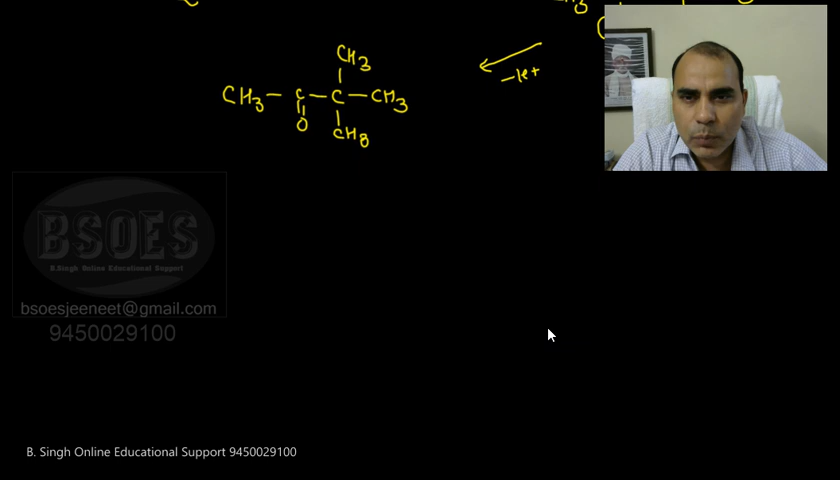 CH3
- H+
CH3 - C - C - CH3
O
CH3
BSOES
B.Singh Online Educational Support
bsoesjeeneet@gmail.com
9450029100
B. Singh Online Educational Support 9450029100